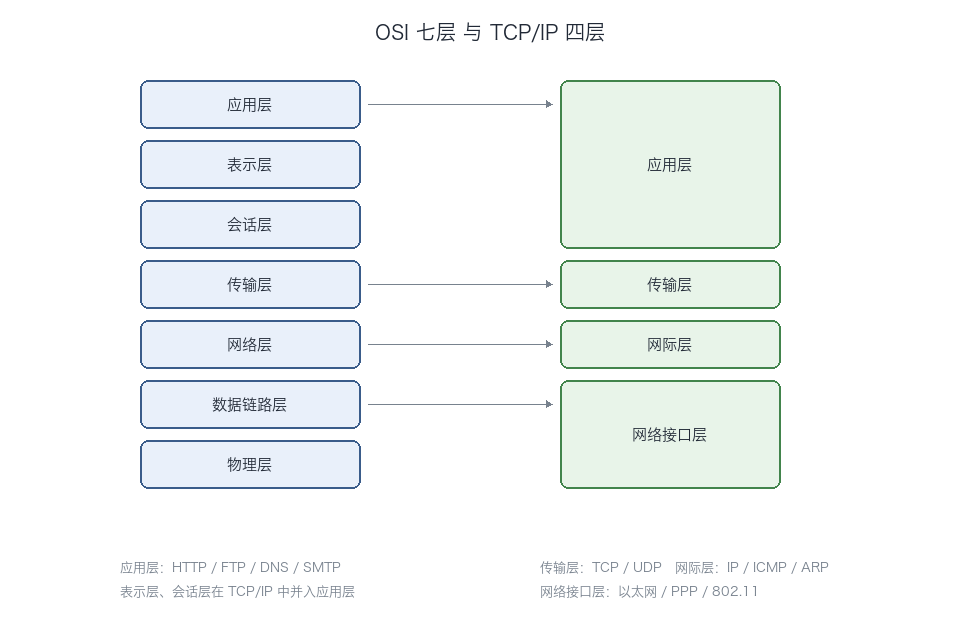 OSI 七层 与 TCP/IP 四层
应用层
表示层
会话层
传输层
网络层
数据链路层
物理层
应用层
传输层
网际层
网络接口层
应用层：HTTP / FTP / DNS / SMTP
表示层、会话层在 TCP/IP 中并入应用层
传输层：TCP / UDP　网际层：IP / ICMP / ARP
网络接口层：以太网 / PPP / 802.11